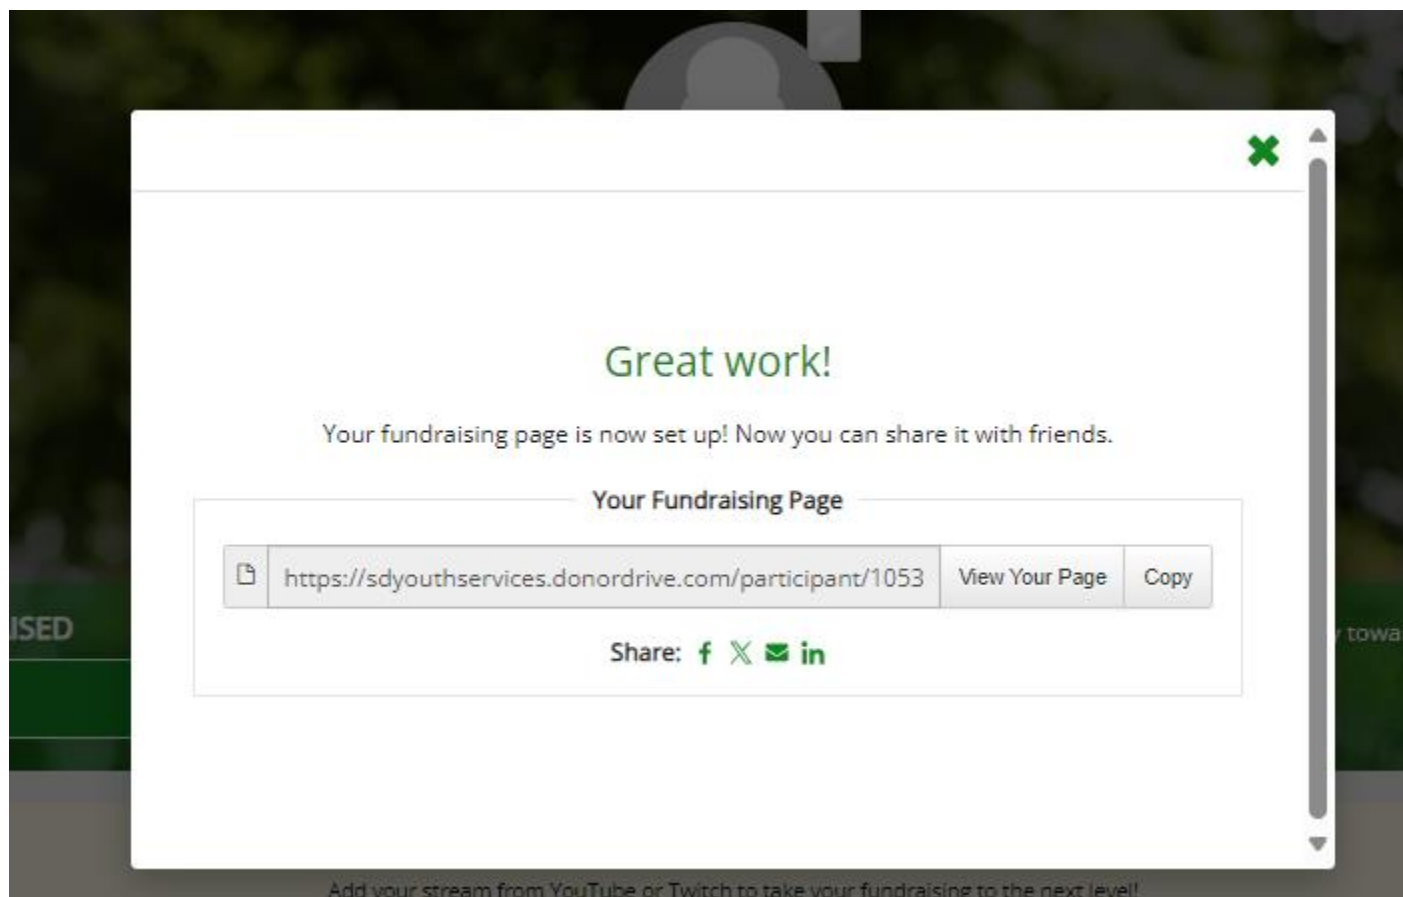 Great work!
Your fundraising page is now set up! Now you can share it with friends.
Your Fundraising Page
https://sdyouthservices.donordrive.com/participant/1053 View Your Page Copy
ISED
Share:
y towa
Add your stream from YouTube or Twitch to take your fundraising to the next level!